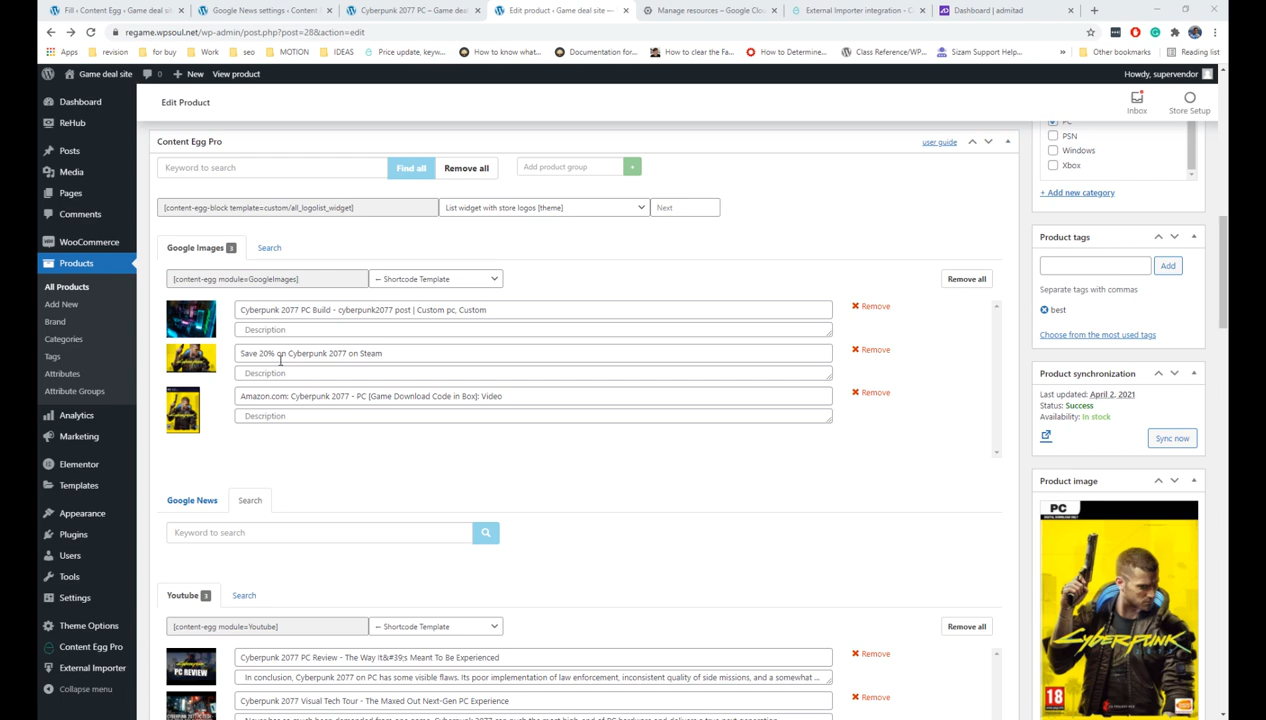 Fill ‹ Content Egg Pro ‹ Game deal
Google News settings ‹ Content
Cyberpunk 2077 PC – Game deal
Edit product ‹ Game deal site —
Manage resources – Google Clou
External Importer integration - C
Dashboard | admitad
regame.wpsoul.net/wp-admin/post.php?post=28&action=edit
Apps
revision
for buy
Work
seo
MOTION
IDEAS
Price update, keyw...
How to know what...
Documentation for...
How to clear the Fa...
How to Determine...
Class Reference/WP...
Sizam Support Help...
»
Other bookmarks
Reading list
Game deal site
0
New
View product
Howdy, supervendor
Dashboard
ReHub
Posts
Media
Pages
Comments
WooCommerce
Products
All Products
Add New
Brand
Categories
Tags
Attributes
Attribute Groups
Analytics
Marketing
Elementor
Templates
Appearance
Plugins
Users
Tools
Settings
Theme Options
Content Egg Pro
External Importer
Collapse menu
Edit Product
Inbox
Store Setup
Content Egg Pro
user guide
Keyword to search
Find all
Remove all
Add product group
+
[content-egg-block template=custom/all_logolist_widget]
List widget with store logos [theme]
Next
Google Images 3
Search
[content-egg module=GoogleImages]
← Shortcode Template
Remove all
Cyberpunk 2077 PC Build - cyberpunk2077 post | Custom pc, Custom
Remove
Description
Save 20% on Cyberpunk 2077 on Steam
Remove
Description
Amazon.com: Cyberpunk 2077 - PC [Game Download Code in Box]: Video
Remove
Description
Google News
Search
Keyword to search
Youtube 3
Search
[content-egg module=Youtube]
← Shortcode Template
Remove all
PC REVIEW
Cyberpunk 2077 PC Review - The Way It&#39;s Meant To Be Experienced
Remove
In conclusion, Cyberpunk 2077 on PC has some visible flaws. Its poor implementation of law enforcement, inconsistent quality of side missions, and a somewhat ...
Cyberpunk 2077 Visual Tech Tour - The Maxed Out Next-Gen PC Experience
Remove
PC
PSN
Windows
Xbox
+ Add new category
Product tags
Add
Separate tags with commas
best
Choose from the most used tags
Product synchronization
Last updated: April 2, 2021
Status: Success
Availability: In stock
Sync now
Product image
PC
Cyberpunk
2077
18